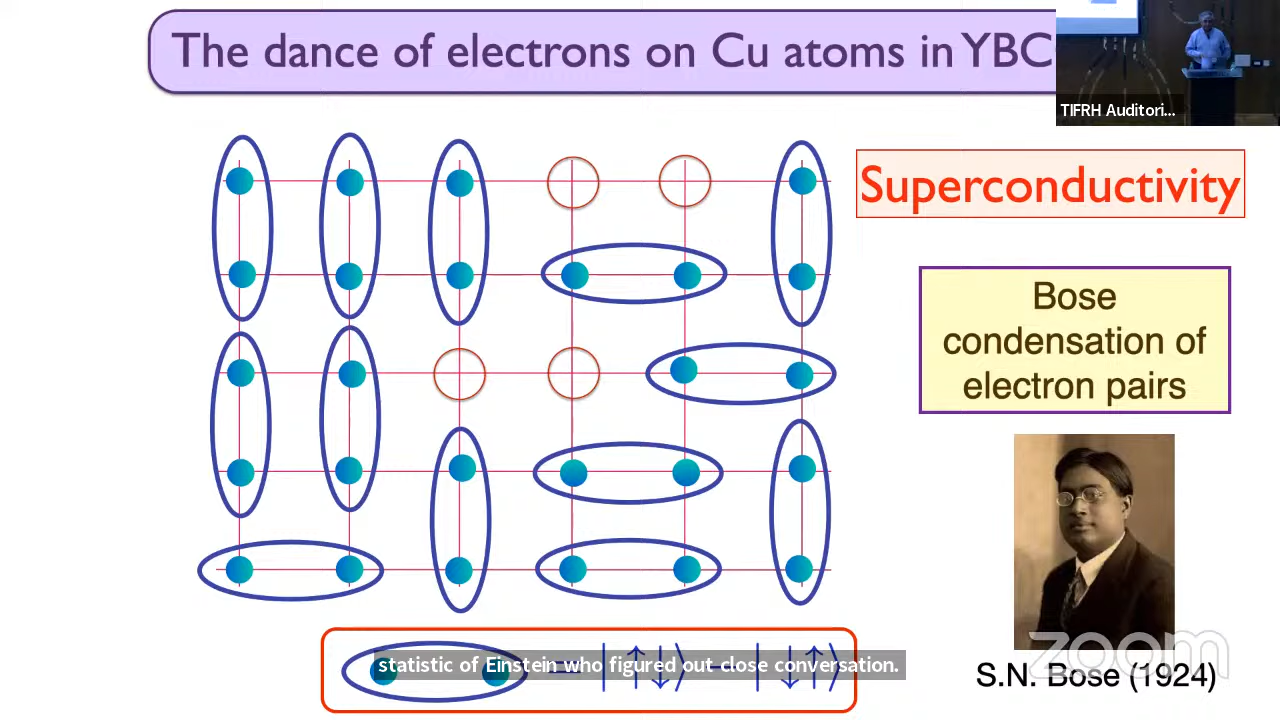 The dance of electrons on Cu atoms in YBC
TIFRH Auditori...
Superconductivity
Bose
condensation of
electron pairs
= |↑↓⟩ − |↓↑⟩
statistic of Einstein who figured out close conversation.
zoom
S.N. Bose (1924)